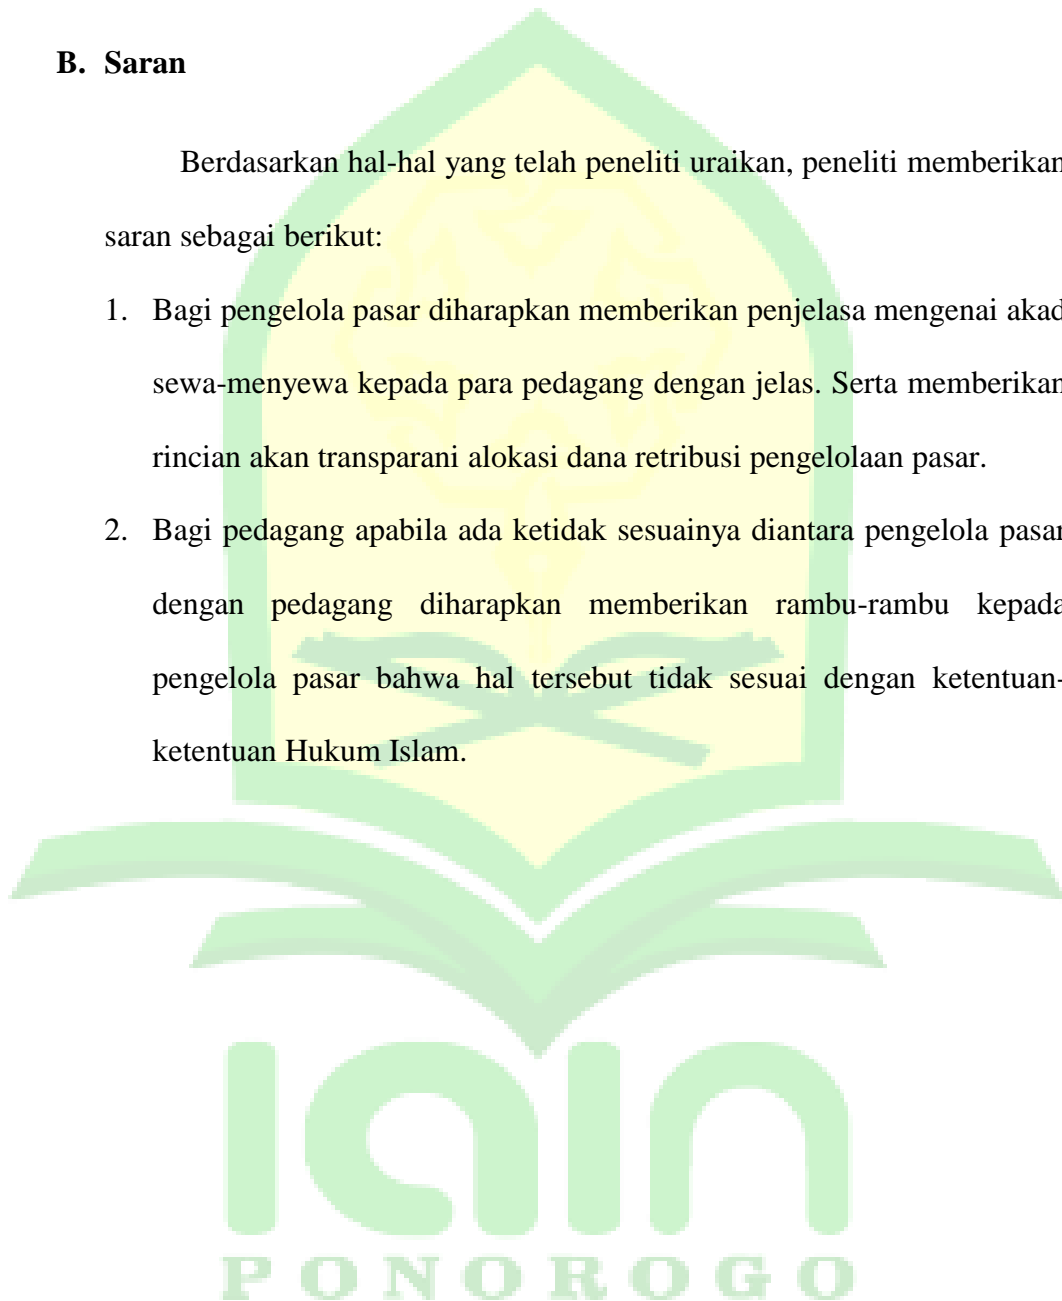 B. Saran
Berdasarkan hal-hal yang telah peneliti uraikan, peneliti memberikan
saran sebagai berikut:
1. Bagi pengelola pasar diharapkan memberikan penjelasa mengenai akad
sewa-menyewa kepada para pedagang dengan jelas. Serta memberikan
rincian akan transparani alokasi dana retribusi pengelolaan pasar.
2. Bagi pedagang apabila ada ketidak sesuainya diantara pengelola pasar
dengan pedagang diharapkan memberikan rambu-rambu kepada
pengelola pasar bahwa hal tersebut tidak sesuai dengan ketentuan-
ketentuan Hukum Islam.
IAIN
PONOROGO